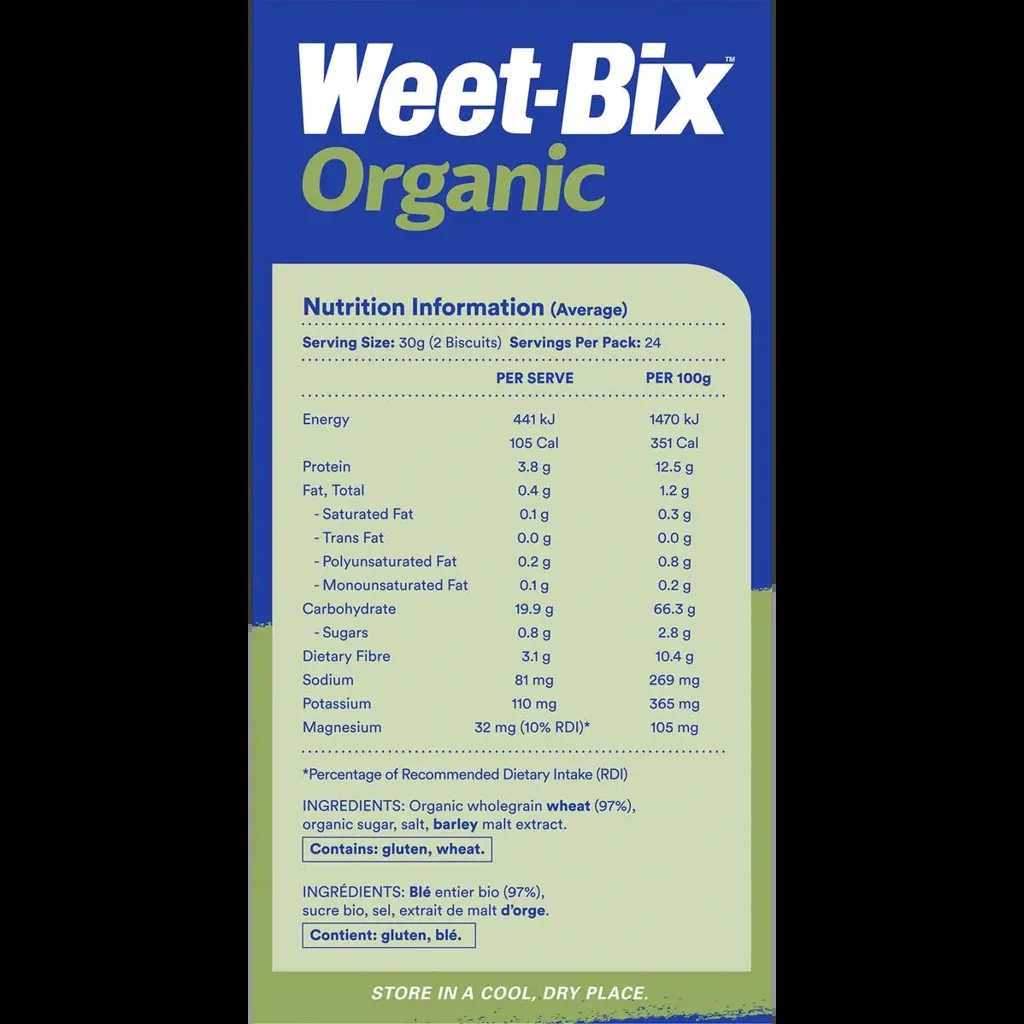 Weet-Bix™
Organic
Nutrition Information (Average)
Serving Size: 30g (2 Biscuits) Servings Per Pack: 24
PER SERVE PER 100g
Energy 441 kJ 1470 kJ
105 Cal 351 Cal
Protein 3.8 g 12.5 g
Fat, Total 0.4 g 1.2 g
- Saturated Fat 0.1 g 0.3 g
- Trans Fat 0.0 g 0.0 g
- Polyunsaturated Fat 0.2 g 0.8 g
- Monounsaturated Fat 0.1 g 0.2 g
Carbohydrate 19.9 g 66.3 g
- Sugars 0.8 g 2.8 g
Dietary Fibre 3.1 g 10.4 g
Sodium 81 mg 269 mg
Potassium 110 mg 365 mg
Magnesium 32 mg (10% RDI)* 105 mg
*Percentage of Recommended Dietary Intake (RDI)
INGREDIENTS: Organic wholegrain wheat (97%),
organic sugar, salt, barley malt extract.
Contains: gluten, wheat.
INGRÉDIENTS: Blé entier bio (97%),
sucre bio, sel, extrait de malt d’orge.
Contient: gluten, blé.
STORE IN A COOL, DRY PLACE.